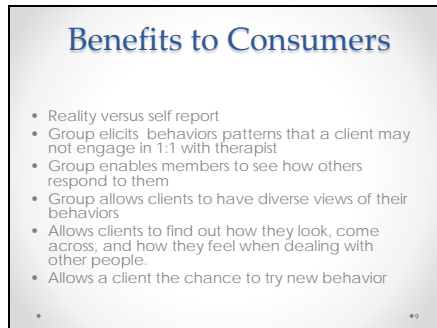 Benefits to Consumers
• Reality versus self report
• Group elicits behaviors patterns that a client may
not engage in 1:1 with therapist
• Group enables members to see how others
respond to them
• Group allows clients to have diverse views of their
behaviors
• Allows clients to find out how they look, come
across, and how they feel when dealing with
other people.
• Allows a client the chance to try new behavior
• •9